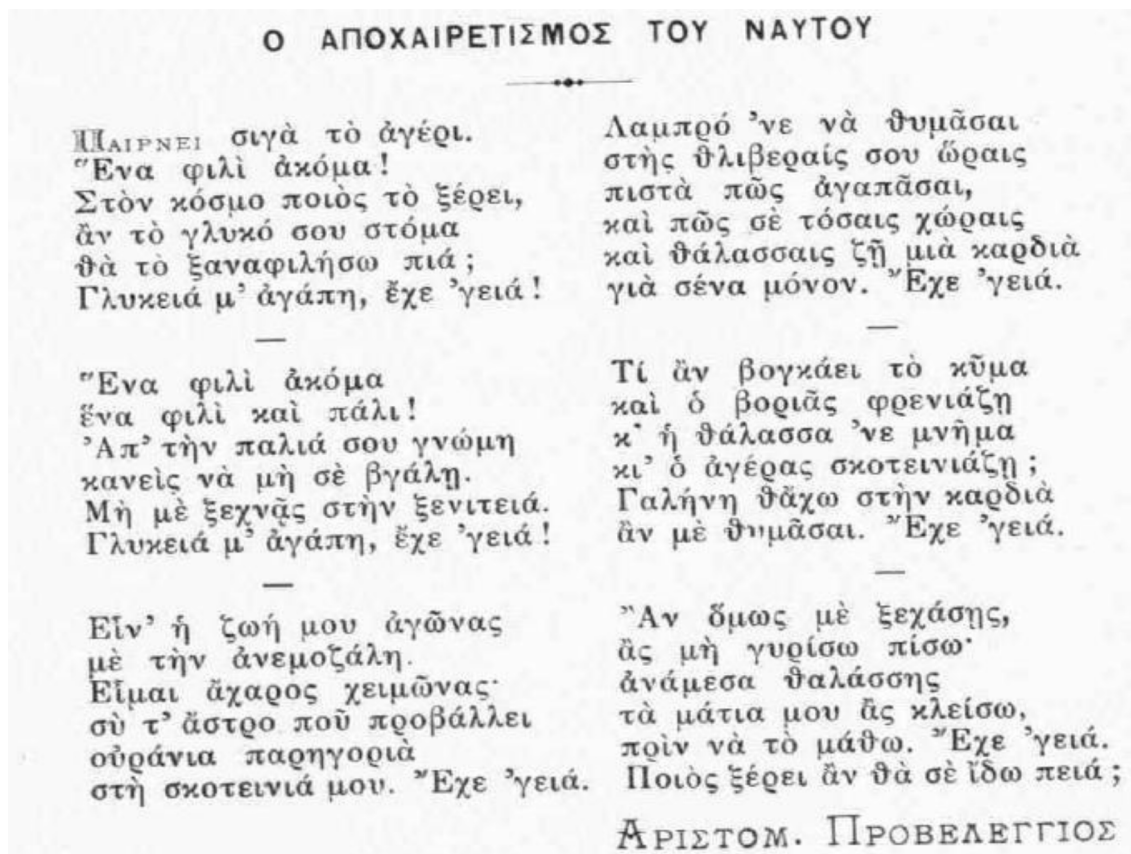 Ο ΑΠΟΧΑΙΡΕΤΙΣΜΟΣ ΤΟΥ ΝΑΥΤΟΥ
ΠΑΙΡΝΕΙ σιγὰ τὸ ἀγέρι.
Ἕνα φιλὶ ἀκόμα!
Στὸν κόσμο ποιὸς τὸ ξέρει,
ἂν τὸ γλυκό σου στόμα
θὰ τὸ ξαναφιλήσω πιά;
Γλυκειά μ’ ἀγάπη, ἔχε ’γειά!
—
Ἕνα φιλὶ ἀκόμα
ἕνα φιλὶ καὶ πάλι!
Ἀπ’ τὴν παλιά σου γνώμη
κανεὶς νὰ μὴ σὲ βγάλῃ.
Μὴ μὲ ξεχνᾷς στὴν ξενιτειά.
Γλυκειά μ’ ἀγάπη, ἔχε ’γειά!
—
Εἶν’ ἡ ζωή μου ἀγῶνας
μὲ τὴν ἀνεμοζάλη.
Εἶμαι ἄχαρος χειμῶνας·
σὺ τ’ ἄστρο ποῦ προβάλλει
οὐράνια παρηγοριὰ
στὴ σκοτεινιά μου. Ἔχε ’γειά.
Λαμπρό ’νε νὰ θυμᾶσαι
στῆς θλιβεραίς σου ὥραις
πιστὰ πῶς ἀγαπᾶσαι,
καὶ πῶς σὲ τόσαις χώραις
καὶ θάλασσαις ζῇ μιὰ καρδιὰ
γιὰ σένα μόνον. Ἔχε ’γειά.
—
Τί ἂν βογκάει τὸ κῦμα
καὶ ὁ βοριᾶς φρενιάζῃ
κ’ ἡ θάλασσα ’νε μνῆμα
κι’ ὁ ἀγέρας σκοτεινιάζῃ;
Γαλήνη θἄχω στὴν καρδιὰ
ἂν μὲ θυμᾶσαι. Ἔχε ’γειά.
—
Ἂν ὅμως μὲ ξεχάσῃς,
ἂς μὴ γυρίσω πίσω·
ἀνάμεσα θαλάσσης
τὰ μάτια μου ἂς κλείσω,
πρὶν νὰ τὸ μάθω. Ἔχε ’γειά.
Ποιὸς ξέρει ἂν θὰ σὲ ἴδω πειά;
ΑΡΙΣΤΟΜ. ΠΡΟΒΕΛΕΓΓΙΟΣ